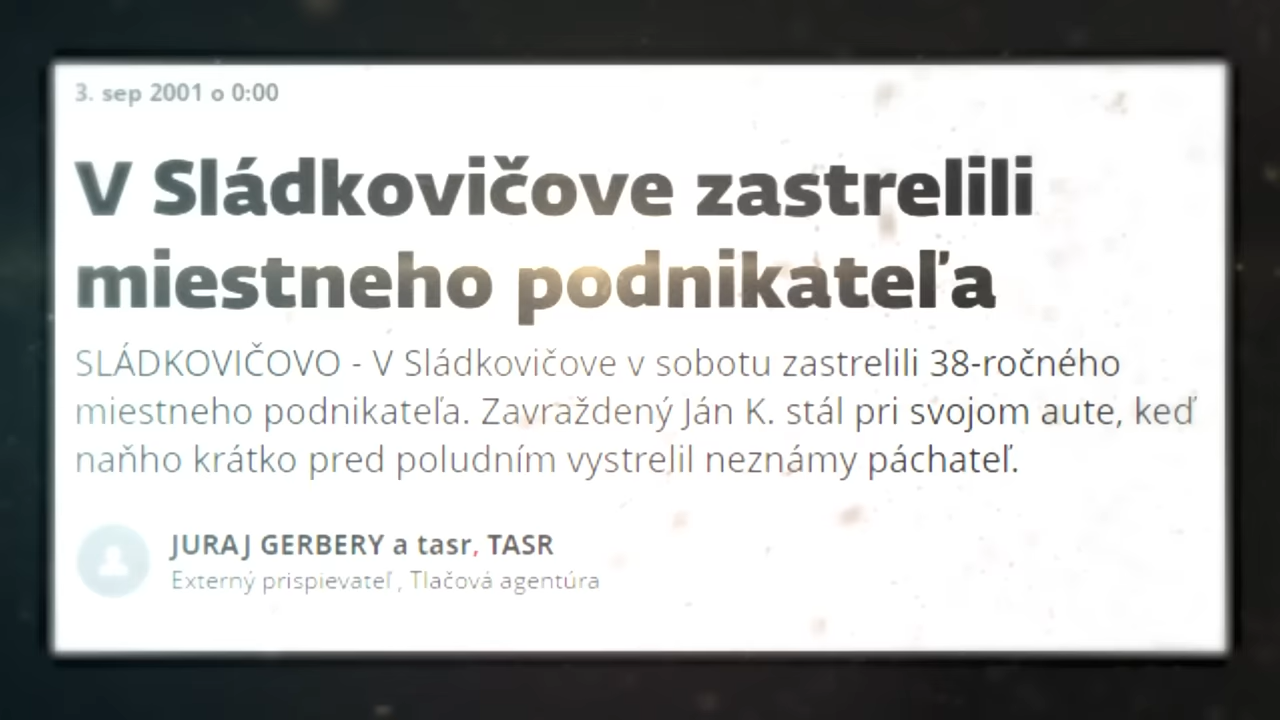 3. sep 2001 o 0:00
V Sládkovičove zastrelili
miestneho podnikateľa
SLÁDKOVIČOVO - V Sládkovičove v sobotu zastrelili 38-ročného
miestneho podnikateľa. Zavraždený Ján K. stál pri svojom aute, keď
naňho krátko pred poludním vystrelil neznámy páchateľ.
JURAJ GERBERY a tasr, TASR
Externý prispievateľ, Tlačová agentúra